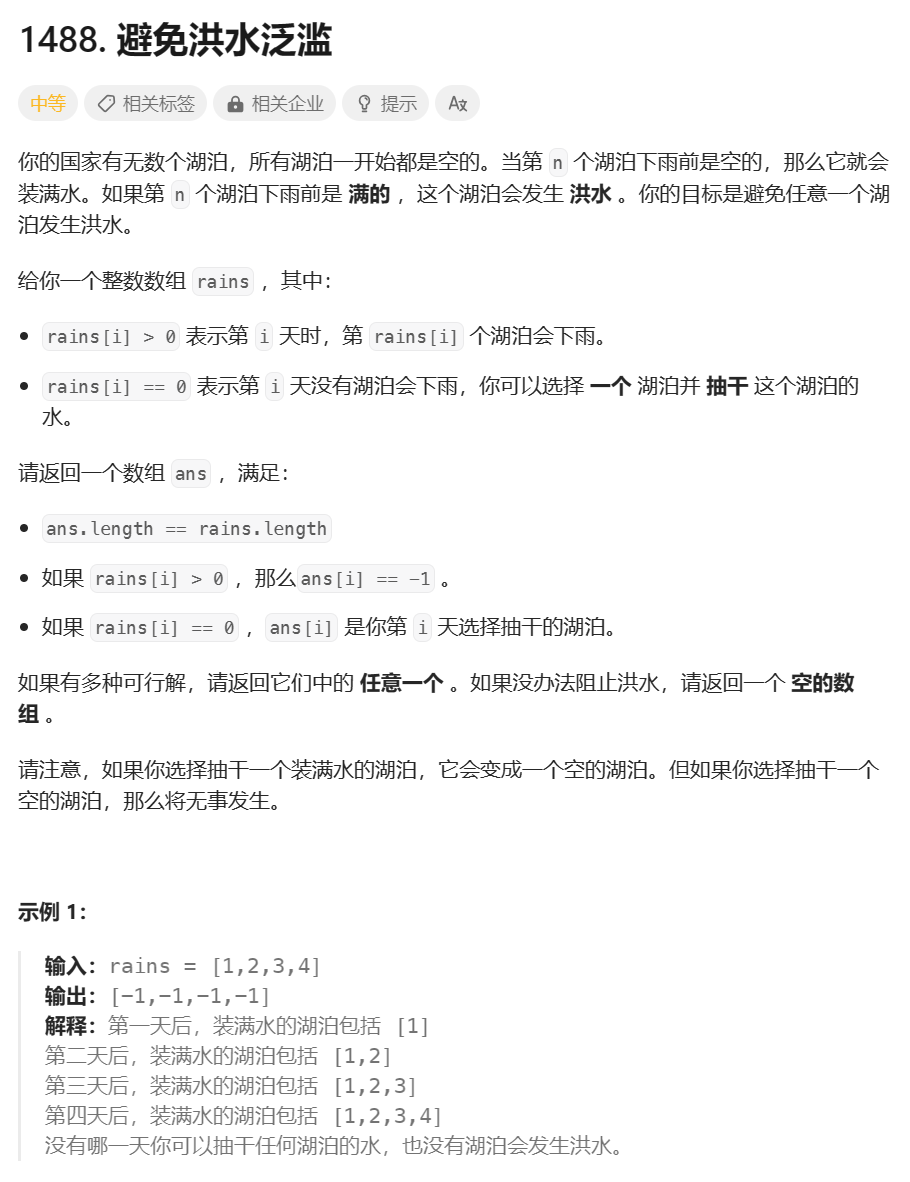 1488. 避免洪水泛滥
中等 相关标签 相关企业 提示 A文
你的国家有无数个湖泊，所有湖泊一开始都是空的。当第 n 个湖泊下雨前是空的，那么它就会
装满水。如果第 n 个湖泊下雨前是 满的 ，这个湖泊会发生 洪水 。你的目标是避免任意一个湖
泊发生洪水。
给你一个整数数组 rains ，其中：
• rains[i] > 0 表示第 i 天时，第 rains[i] 个湖泊会下雨。
• rains[i] == 0 表示第 i 天没有湖泊会下雨，你可以选择 一个 湖泊并 抽干 这个湖泊的
水。
请返回一个数组 ans ，满足：
• ans.length == rains.length
• 如果 rains[i] > 0 ，那么ans[i] == -1 。
• 如果 rains[i] == 0 ，ans[i] 是你第 i 天选择抽干的湖泊。
如果有多种可行解，请返回它们中的 任意一个 。如果没办法阻止洪水，请返回一个 空的数
组 。
请注意，如果你选择抽干一个装满水的湖泊，它会变成一个空的湖泊。但如果你选择抽干一个
空的湖泊，那么将无事发生。
示例 1：
输入：rains = [1,2,3,4]
输出：[-1,-1,-1,-1]
解释：第一天后，装满水的湖泊包括 [1]
第二天后，装满水的湖泊包括 [1,2]
第三天后，装满水的湖泊包括 [1,2,3]
第四天后，装满水的湖泊包括 [1,2,3,4]
没有哪一天你可以抽干任何湖泊的水，也没有湖泊会发生洪水。